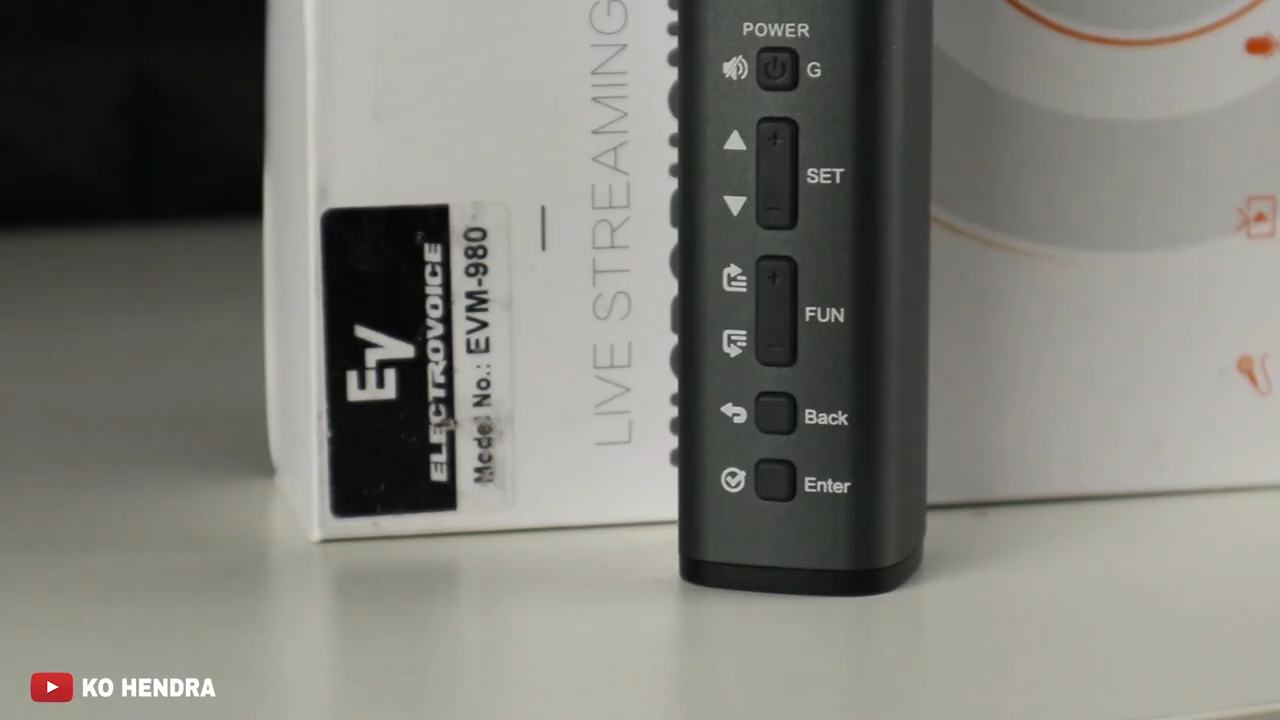 POWER
G
SET
FUN
Back
Enter
LIVE STREAMING
EV
ELECTROVOICE
Model No.: EVM-980
KO HENDRA